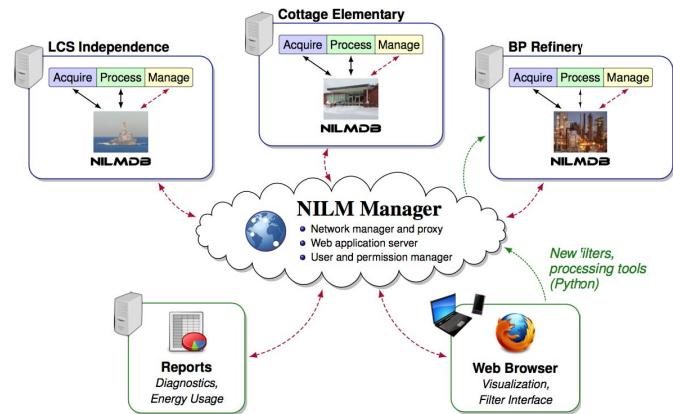 Cottage Elementary
Acquire Process Manage
NILMDB
LCS Independence
Acquire Process Manage
NILMDB
BP Refinery
Acquire Process Manage
NILMDB
NILM Manager
Network manager and proxy
Web application server
User and permission manager
New filters,
processing tools
(Python)
Reports
Diagnostics,
Energy Usage
Web Browser
Visualization,
Filter Interface